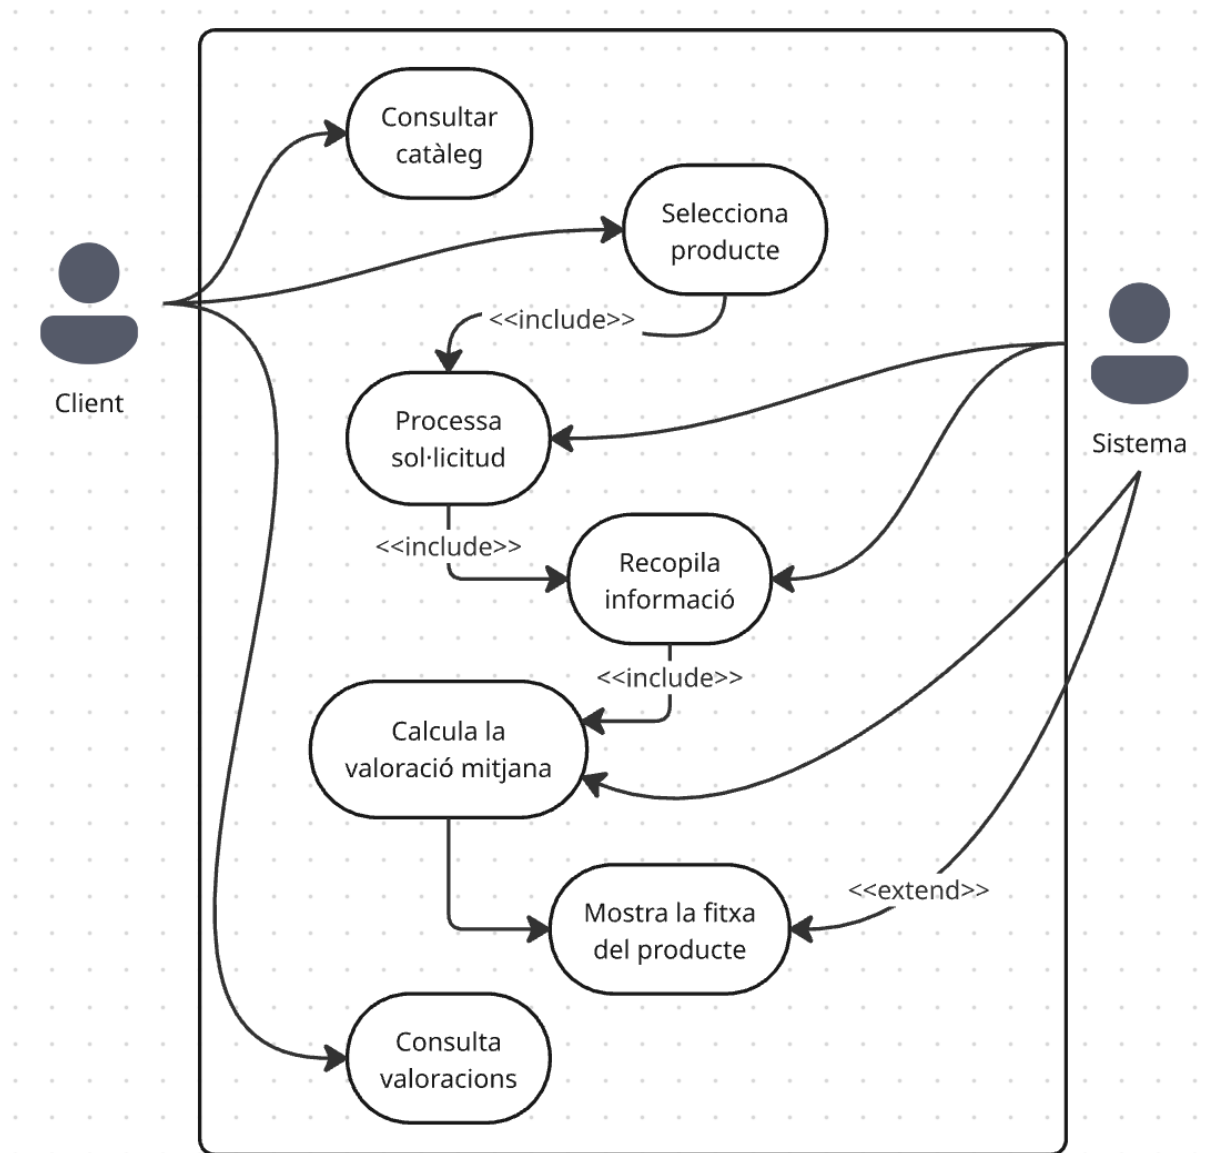 Consultar
catàleg
Selecciona
producte
<<include>>
Client
Processa
sol·licitud
Sistema
<<include>>
Recopila
informació
<<include>>
Calcula la
valoració mitjana
<<extend>>
Mostra la fitxa
del producte
Consulta
valoracions